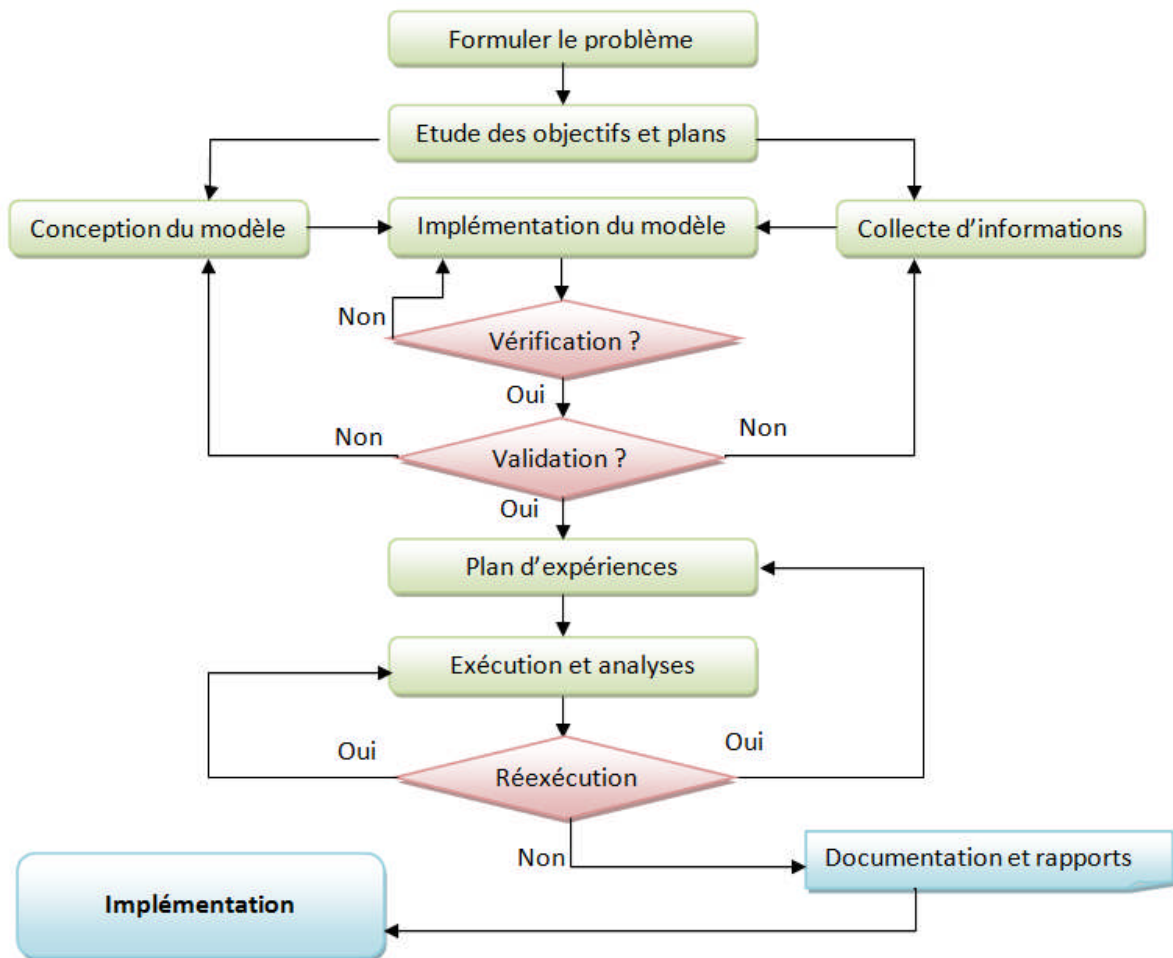 Formuler le problème
Etude des objectifs et plans
Conception du modèle
Implémentation du modèle
Collecte d'informations
Non
Vérification ?
Oui
Non
Non
Validation ?
Oui
Plan d'expériences
Exécution et analyses
Oui
Oui
Réexécution
Non
Documentation et rapports
Implémentation